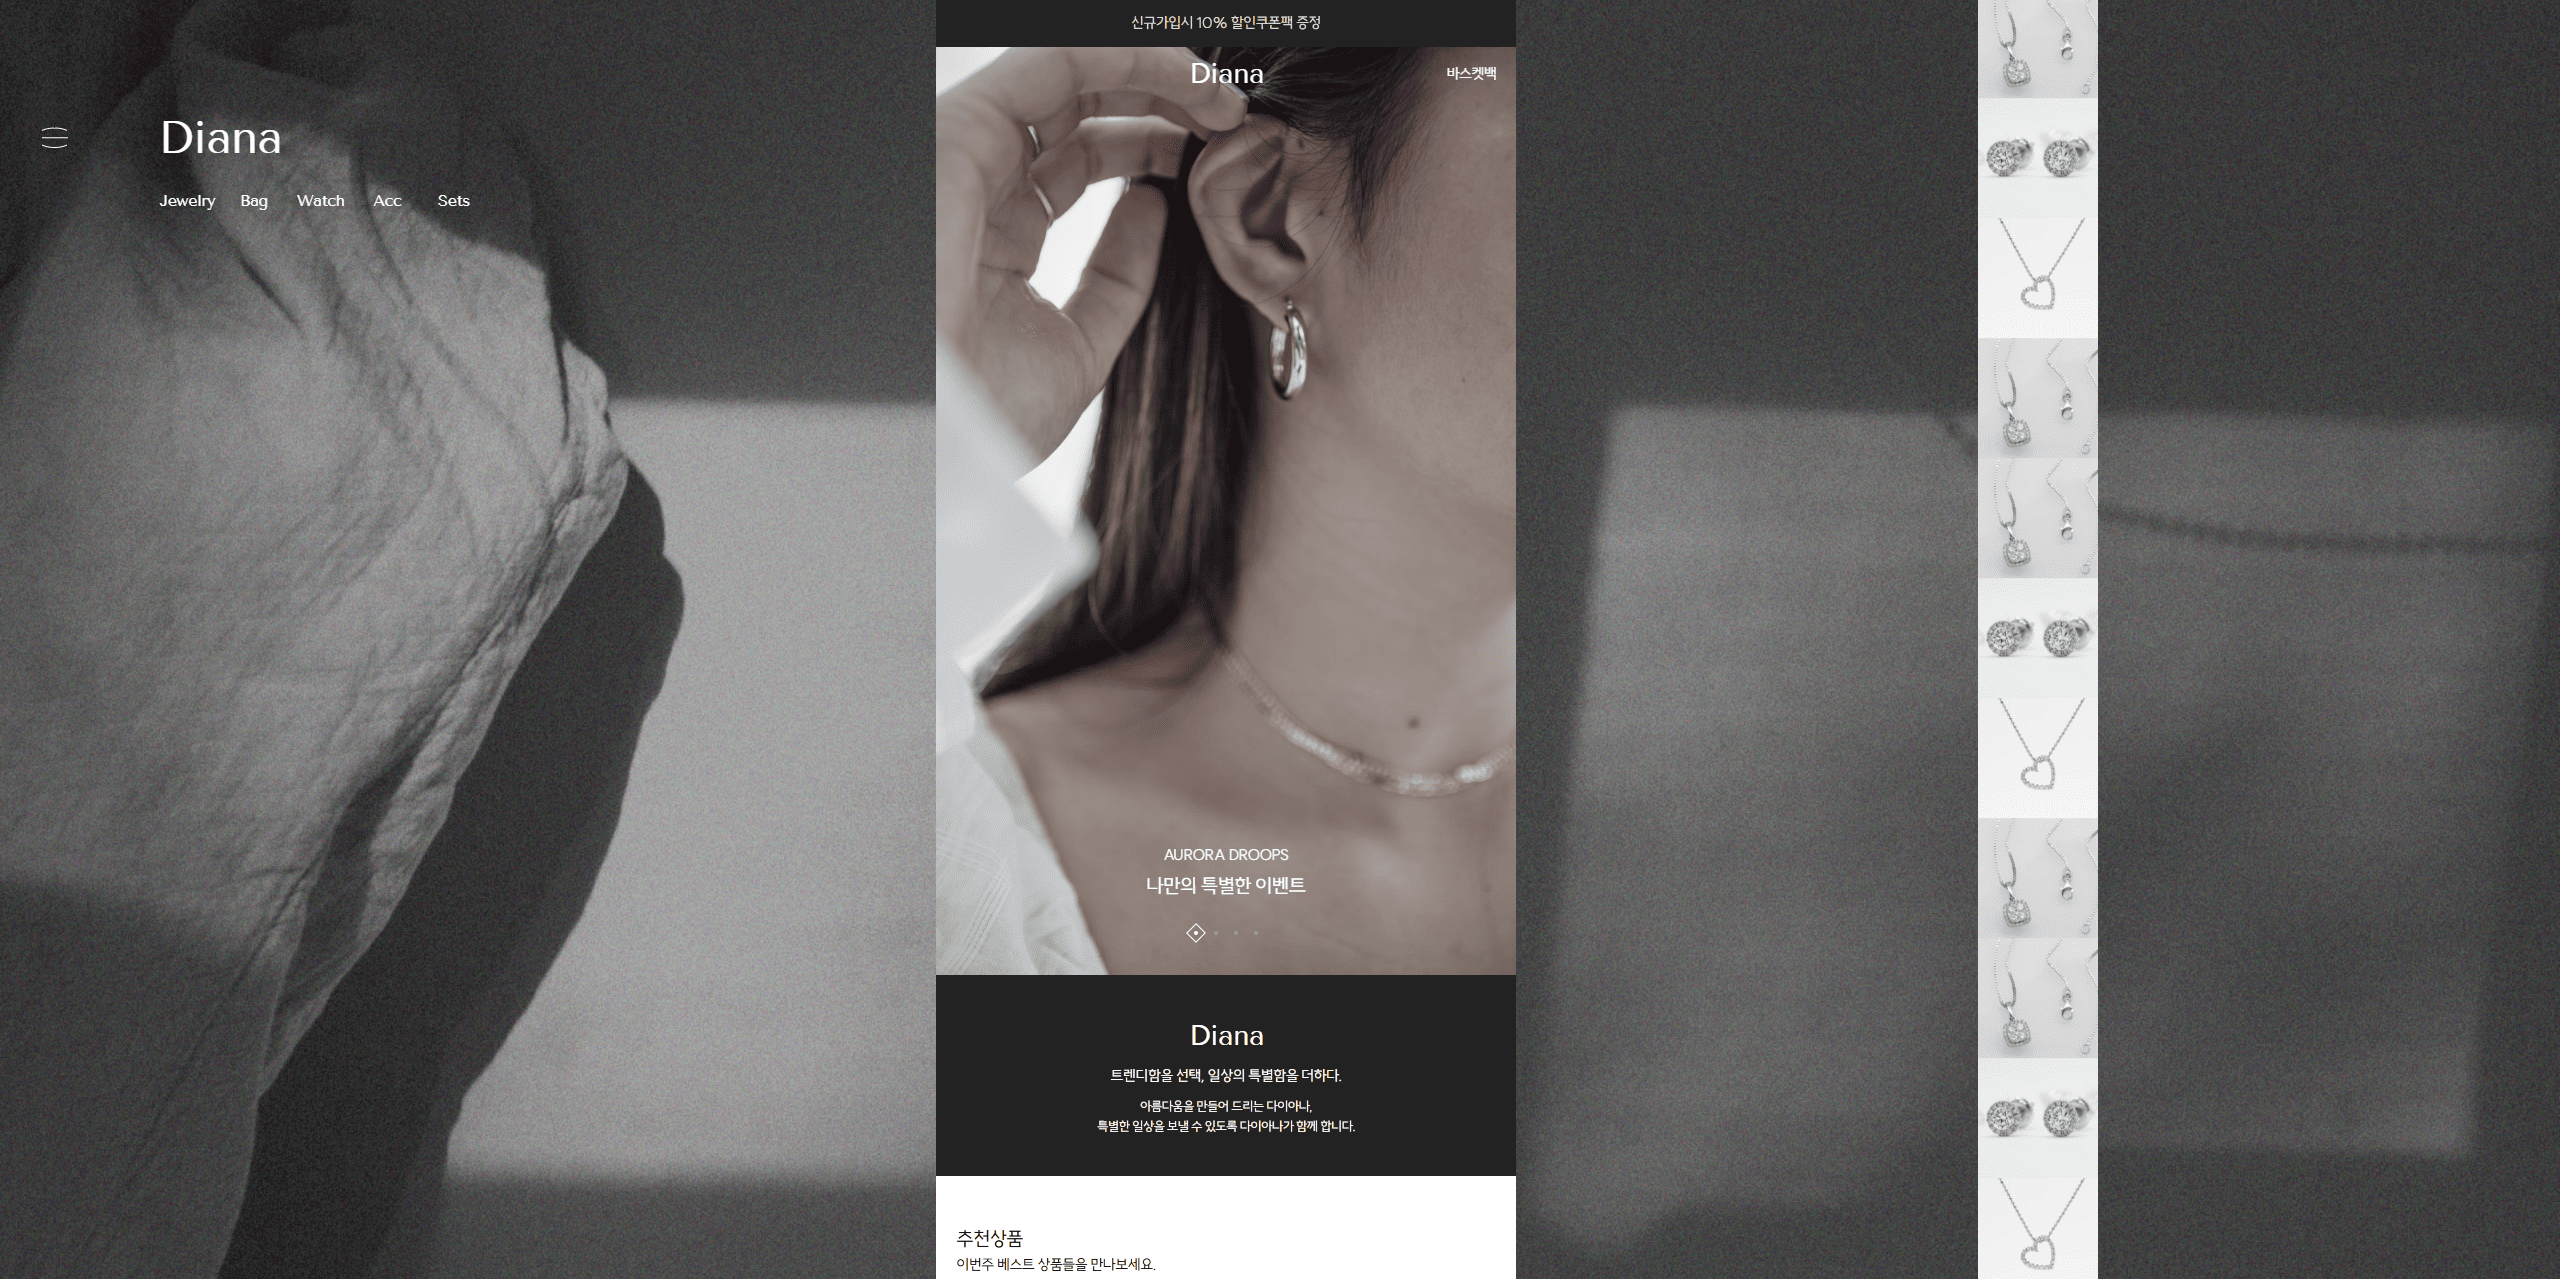 Diana
Jewelry Bag Watch Acc Sets
신규가입시 10% 할인쿠폰팩 증정
Diana
바스켓백
AURORA DROOPS
나만의 특별한 이벤트
Diana
트렌디함을 선택, 일상의 특별함을 더하다.
아름다움을 만들어 드리는 다이아나,
특별한 일상을 보낼 수 있도록 다이아나가 함께 합니다.
추천상품
이번주 베스트 상품들을 만나보세요.